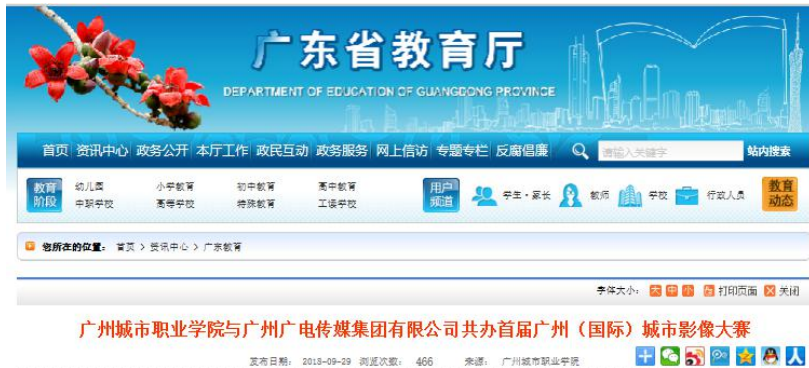 广东省教育厅
DEPARTMENT OF EDUCATION OF GUANGDONG PROVINCE
首页 资讯中心 政务公开 本厅工作 政民互动 政务服务 网上信访 专题专栏 反腐倡廉 请输入关键字 站内搜索
教育阶段 幼儿园 小学教育 初中教育 高中教育 用户频道 学生·家长 教师 学校 行政人员 教育动态
中职学校 高等学校 特殊教育 工读学校
您所在的位置: 首页 > 资讯中心 > 广东教育
字体大小: 大 中 小 打印页面 关闭
广州城市职业学院与广州广电传媒集团有限公司共办首届广州（国际）城市影像大赛
发布日期: 2018-09-29 浏览次数: 466 来源: 广州城市职业学院